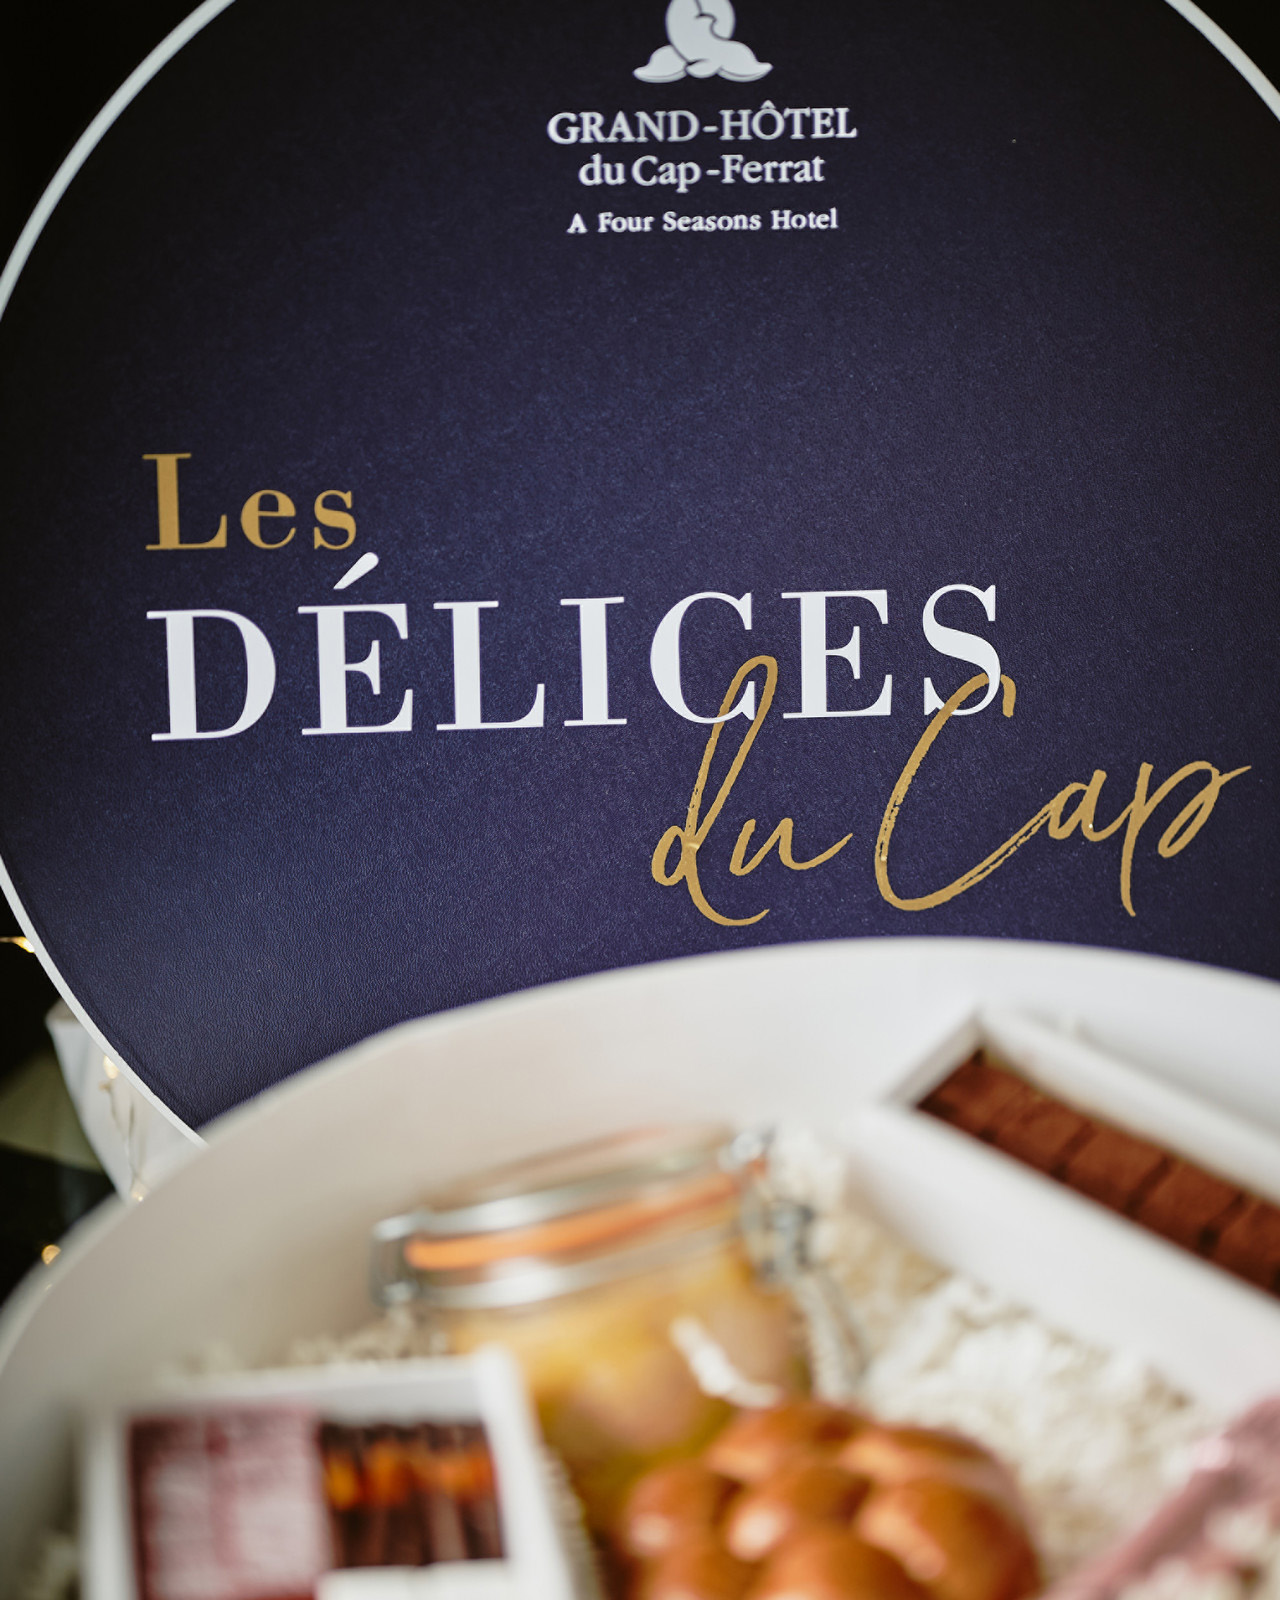 GRAND-HÔTEL
du Cap-Ferrat
A Four Seasons Hotel
Les
DÉLICES
du Cap